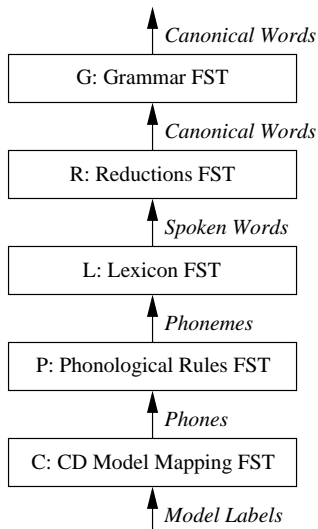 Canonical Words
G: Grammar FST
Canonical Words
R: Reductions FST
Spoken Words
L: Lexicon FST
Phonemes
P: Phonological Rules FST
Phones
C: CD Model Mapping FST
Model Labels